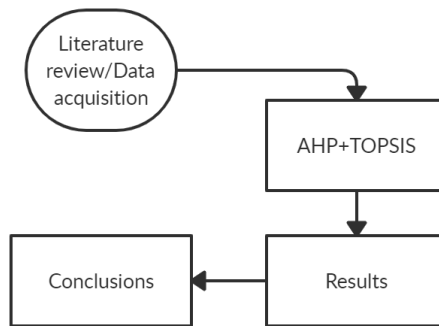 Literature
review/Data
acquisition
AHP+TOPSIS
Results
Conclusions